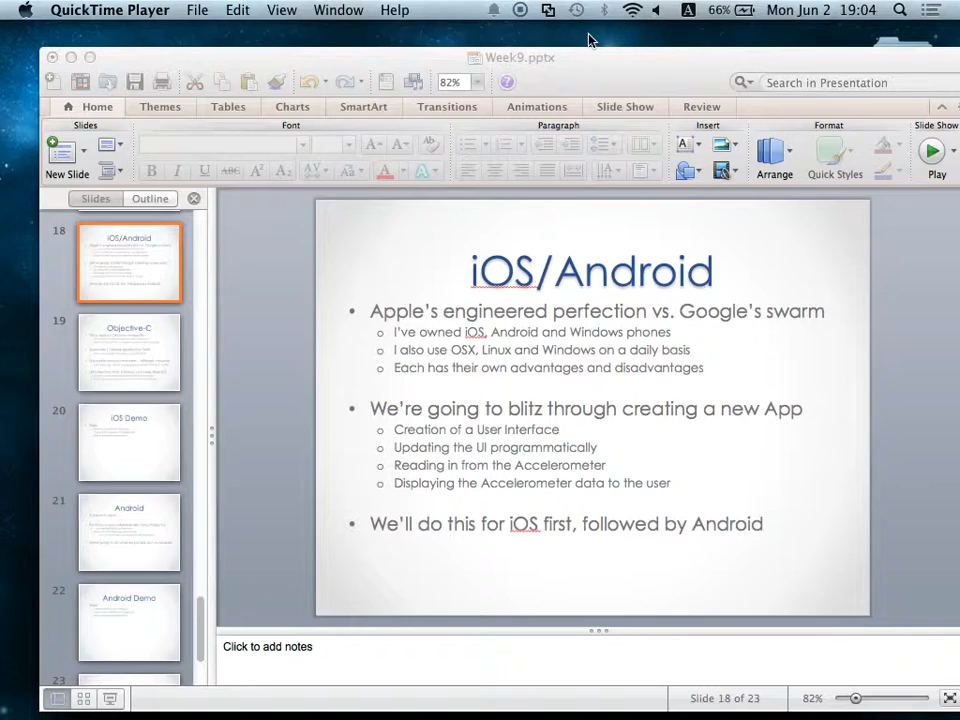 QuickTime Player File Edit View Window Help
A 66% Mon Jun 2 19:04
Week9.pptx
82%
Search in Presentation
Home Themes Tables Charts SmartArt Transitions Animations Slide Show Review
Slides Font Paragraph Insert Format Slide Show
New Slide
B I U ABC A² A₂ AV Aa A A
Arrange Quick Styles Play
Slides Outline
18
iOS/Android
19
Objective-C
20
iOS Demo
21
Android
22
Android Demo
23
iOS/Android
• Apple's engineered perfection vs. Google's swarm
o I've owned iOS, Android and Windows phones
o I also use OSX, Linux and Windows on a daily basis
o Each has their own advantages and disadvantages
• We're going to blitz through creating a new App
o Creation of a User Interface
o Updating the UI programmatically
o Reading in from the Accelerometer
o Displaying the Accelerometer data to the user
• We'll do this for iOS first, followed by Android
Click to add notes
Slide 18 of 23
82%